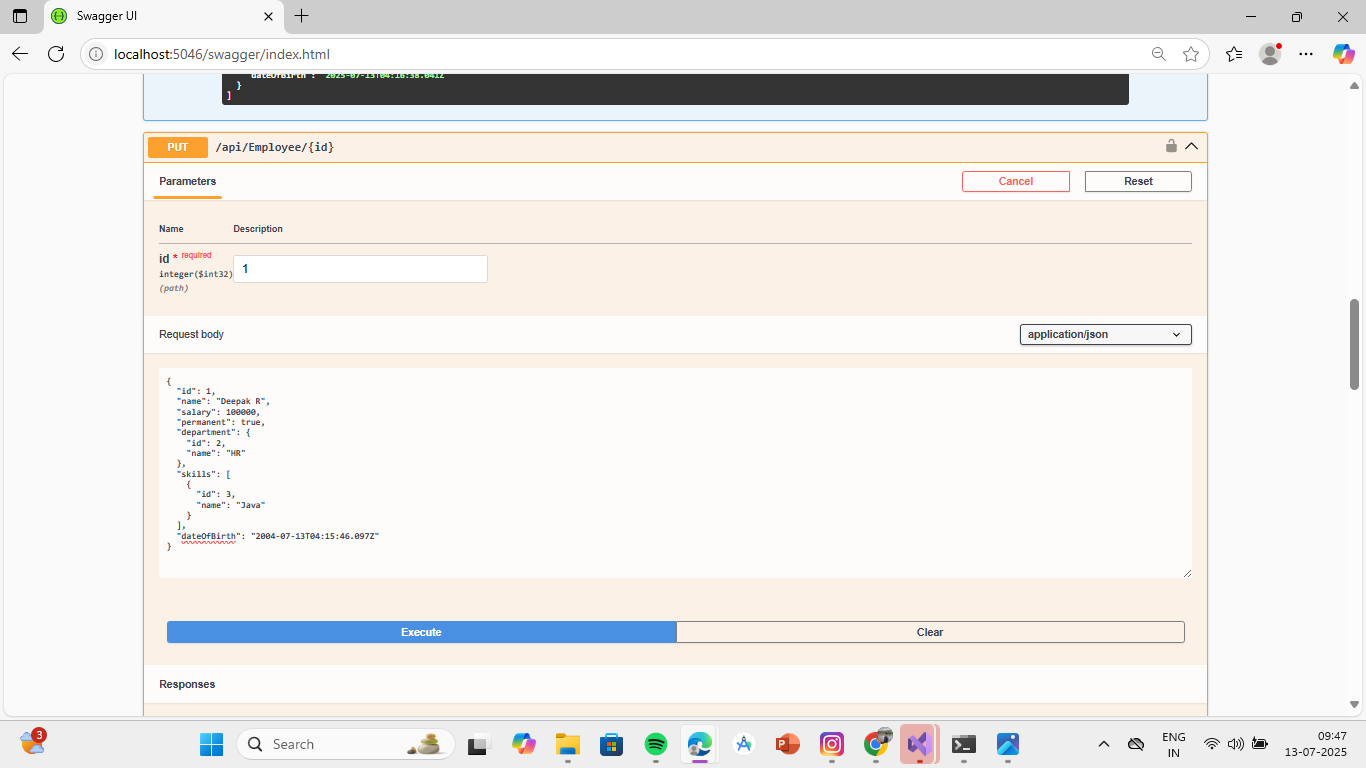 Swagger UI
localhost:5046/swagger/index.html
"dateOfBirth": "2025-07-13T04:16:38.041Z"
}
]
PUT /api/Employee/{id}
Parameters
Cancel
Reset
Name Description
id * required
integer($int32)
(path)
1
Request body
application/json
{
"id": 1,
"name": "Deepak R",
"salary": 100000,
"permanent": true,
"department": {
"id": 2,
"name": "HR"
},
"skills": [
{
"id": 3,
"name": "Java"
}
],
"dateOfBirth": "2004-07-13T04:15:46.097Z"
}
Execute
Clear
Responses
3
Search
ENG
IN
09:47
13-07-2025